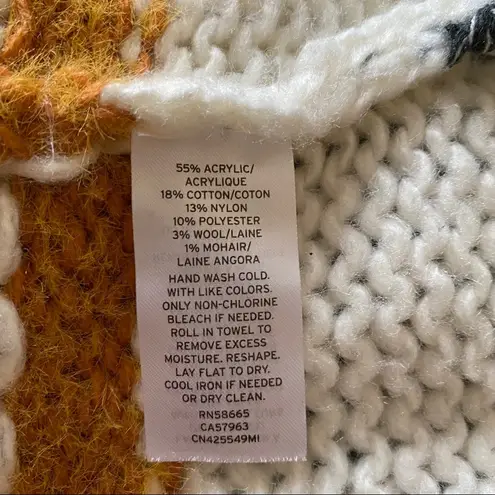 55% ACRYLIC/
ACRYLIQUE
18% COTTON/COTON
13% NYLON
10% POLYESTER
3% WOOL/LAINE
1% MOHAIR/
LAINE ANGORA
HAND WASH COLD.
WITH LIKE COLORS.
ONLY NON-CHLORINE
BLEACH IF NEEDED.
ROLL IN TOWEL TO
REMOVE EXCESS
MOISTURE. RESHAPE.
LAY FLAT TO DRY.
COOL IRON IF NEEDED
OR DRY CLEAN.
RN58665
CA57963
CN425549MI